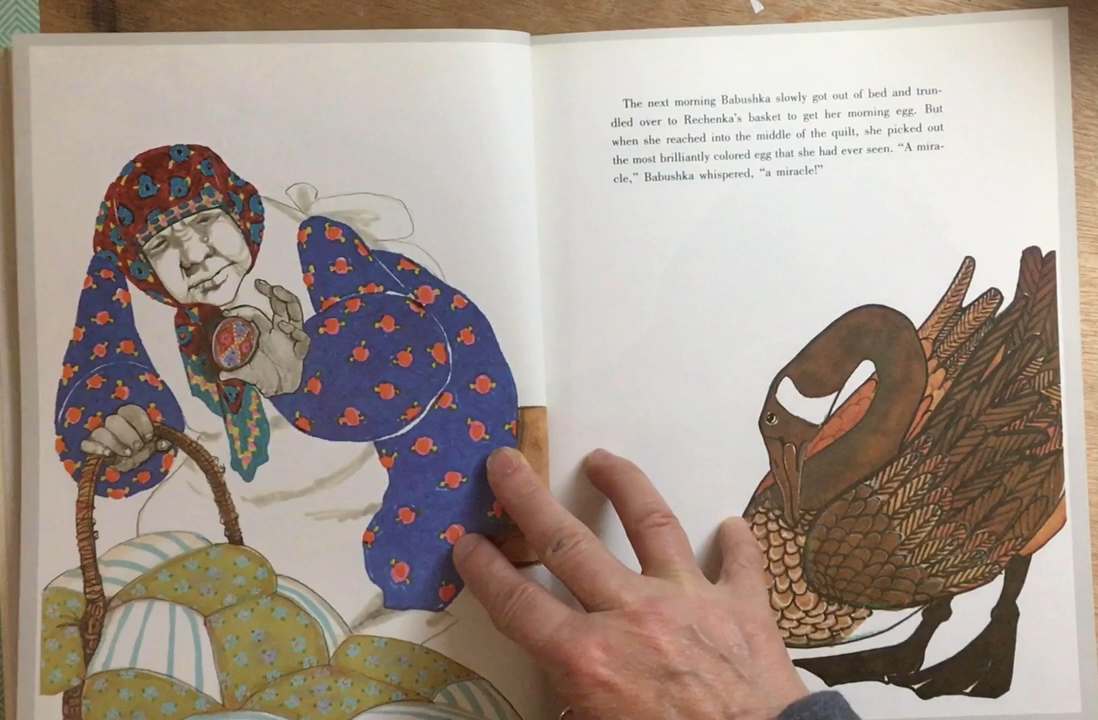 The next morning Babushka slowly got out of bed and trun-
dled over to Rechenka's basket to get her morning egg. But
when she reached into the middle of the quilt, she picked out
the most brilliantly colored egg that she had ever seen. “A mira-
cle,” Babushka whispered, “a miracle!”